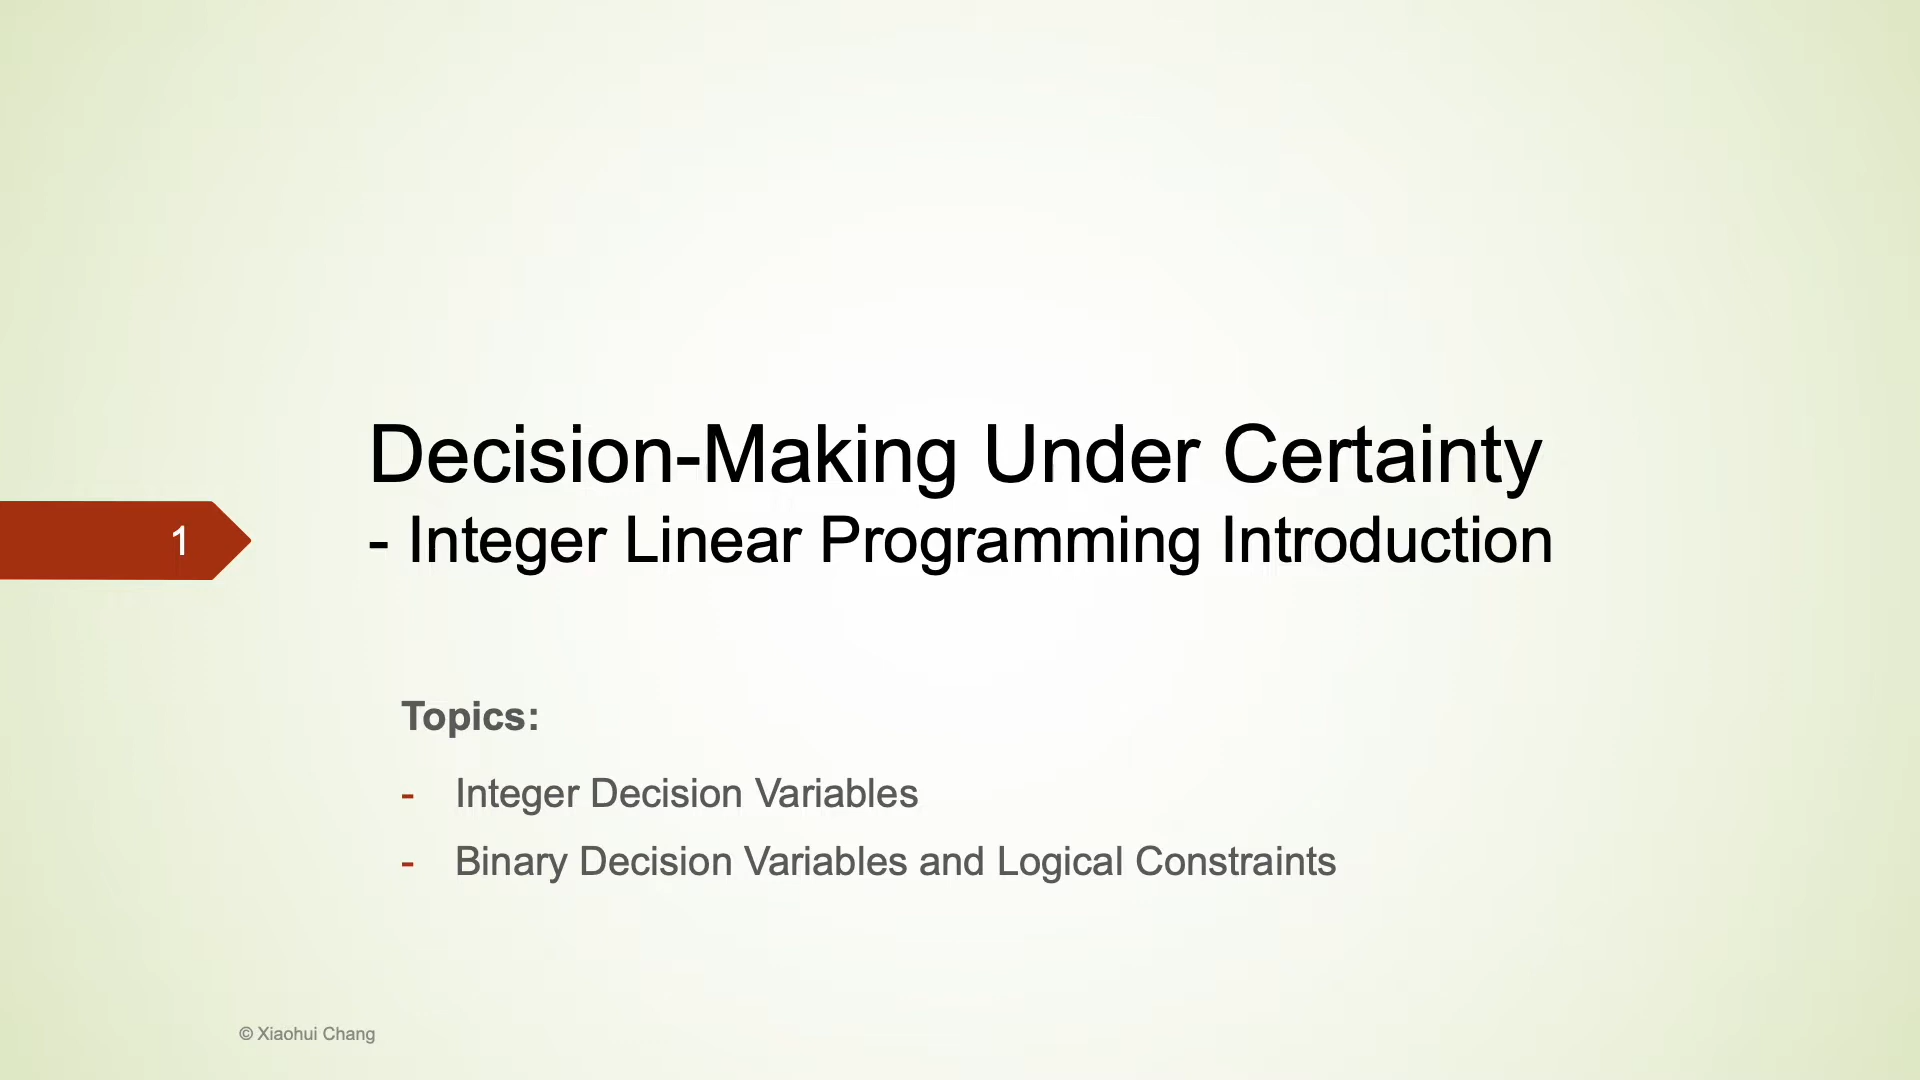 Decision-Making Under Certainty
- Integer Linear Programming Introduction
1
Topics:
- Integer Decision Variables
- Binary Decision Variables and Logical Constraints
© Xiaohui Chang